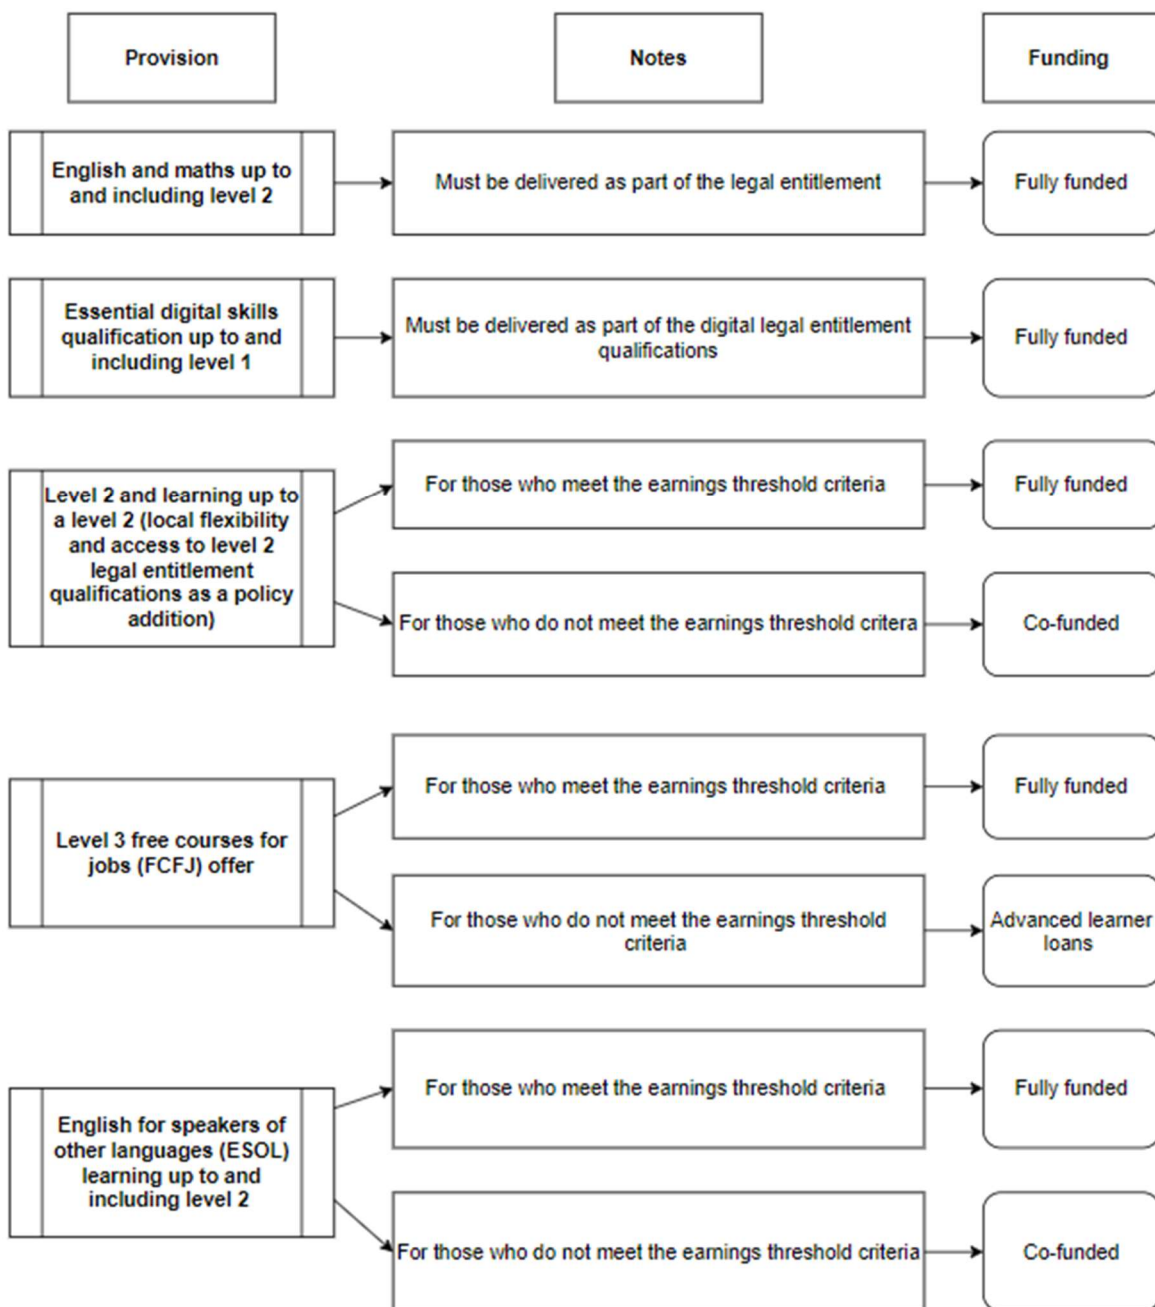 Provision
Notes
Funding
English and maths up to
and including level 2
Must be delivered as part of the legal entitlement
Fully funded
Essential digital skills
qualification up to and
including level 1
Must be delivered as part of the digital legal entitlement
qualifications
Fully funded
Level 2 and learning up to
a level 2 (local flexibility
and access to level 2
legal entitlement
qualifications as a policy
addition)
For those who meet the earnings threshold criteria
Fully funded
For those who do not meet the earnings threshold critera
Co-funded
Level 3 free courses for
jobs (FCFJ) offer
For those who meet the earnings threshold criteria
Fully funded
For those who do not meet the earnings threshold
criteria
Advanced learner
loans
English for speakers of
other languages (ESOL)
learning up to and
including level 2
For those who meet the earnings threshold criteria
Fully funded
For those who do not meet the earnings threshold criteria
Co-funded